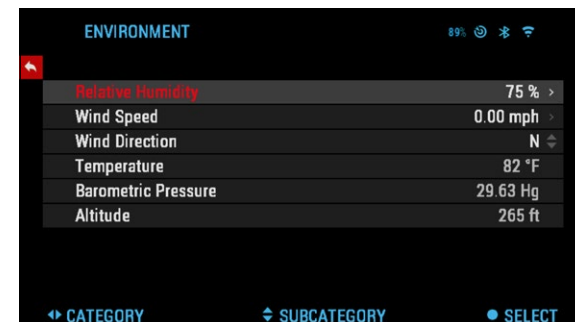 ENVIRONMENT 89%
Relative Humidity 75 % >
Wind Speed 0.00 mph >
Wind Direction N
Temperature 82 °F
Barometric Pressure 29.63 Hg
Altitude 265 ft
CATEGORY SUBCATEGORY SELECT